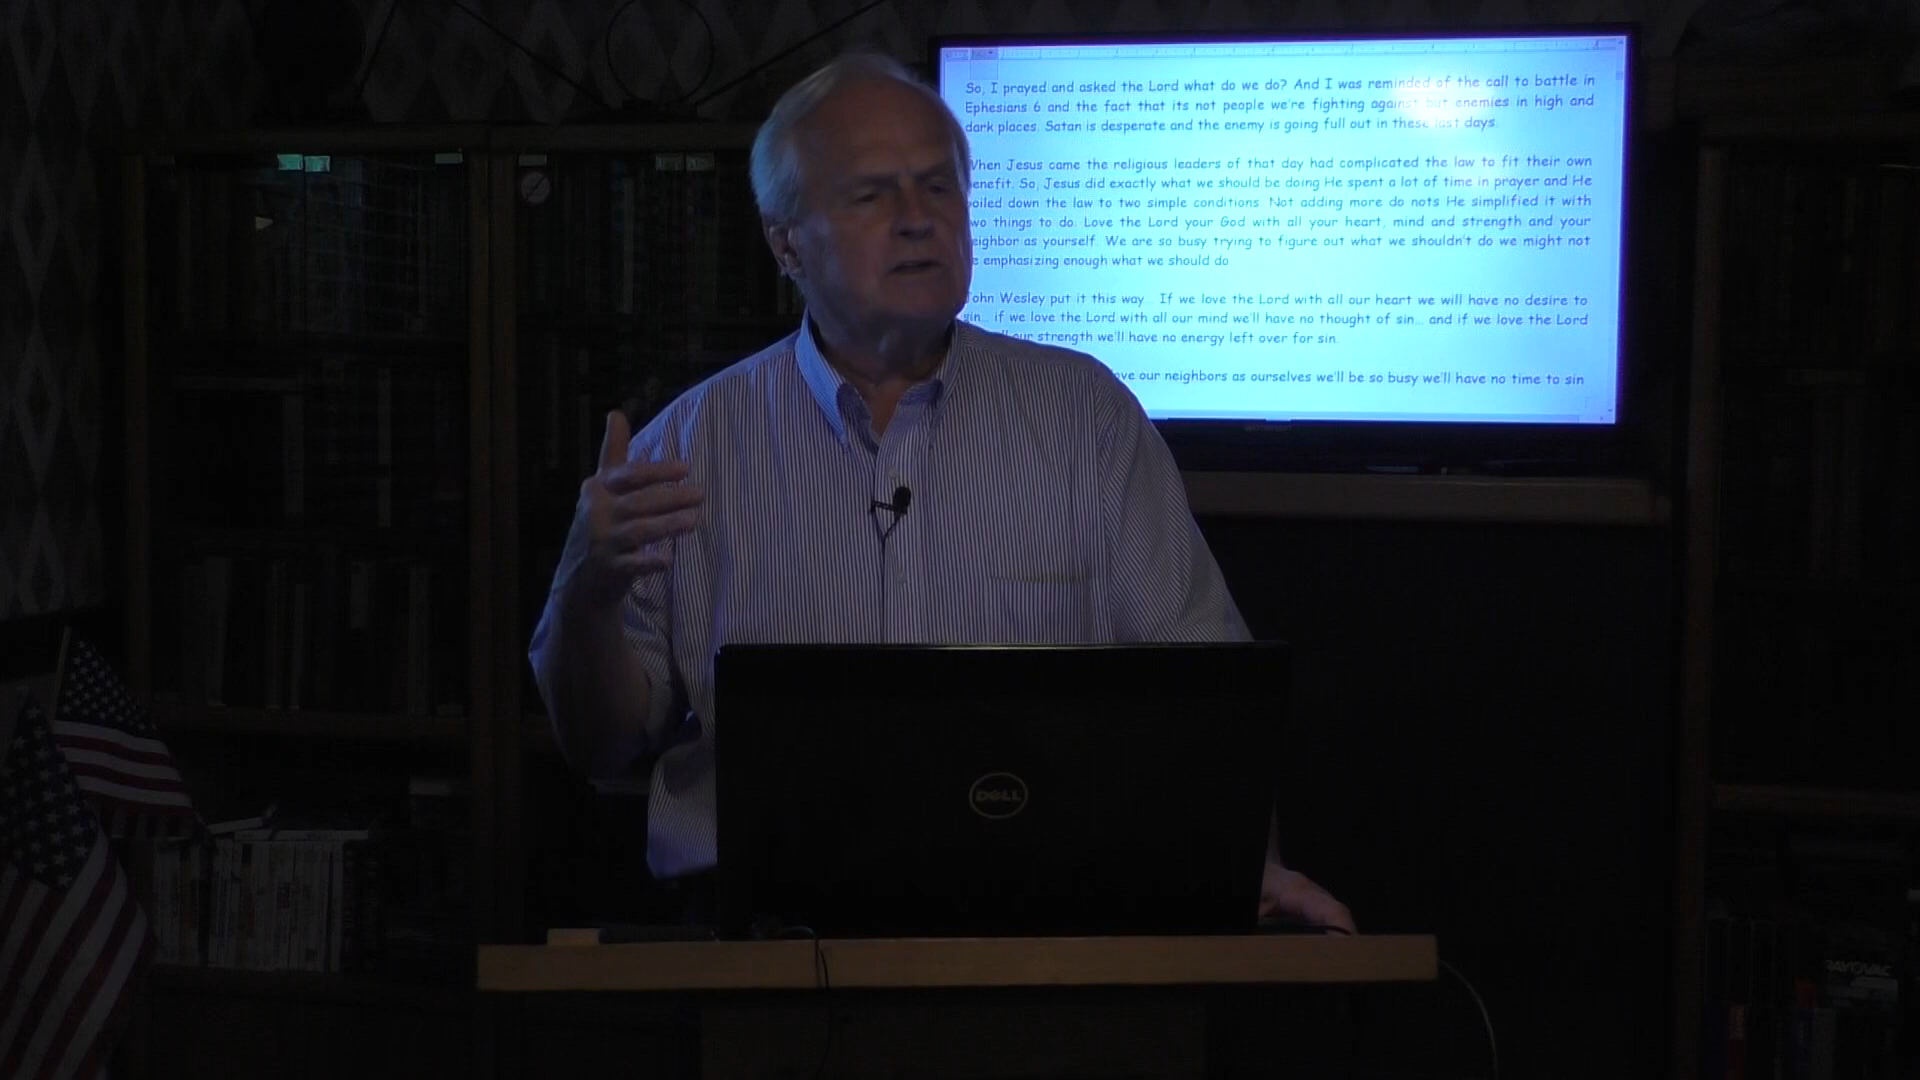 So, I prayed and asked the Lord what do we do? And I was reminded of the call to battle in
Ephesians 6 and the fact that its not people we're fighting against but enemies in high and
dark places. Satan is desperate and the enemy is going full out in these last days.
When Jesus came the religious leaders of that day had complicated the law to fit their own
enefit. So, Jesus did exactly what we should be doing He spent a lot of time in prayer and He
oiled down the law to two simple conditions. Not adding more do nots He simplified it with
wo things to do. Love the Lord your God with all your heart, mind and strength and your
eighbor as yourself. We are so busy trying to figure out what we shouldn't do we might not
e emphasizing enough what we should do.
John Wesley put it this way... If we love the Lord with all our heart we will have no desire to
sin... if we love the Lord with all our mind we'll have no thought of sin... and if we love the Lord
our strength we'll have no energy left over for sin.
ove our neighbors as ourselves we'll be so busy we'll have no time to sin
DELL
RAYOVAC